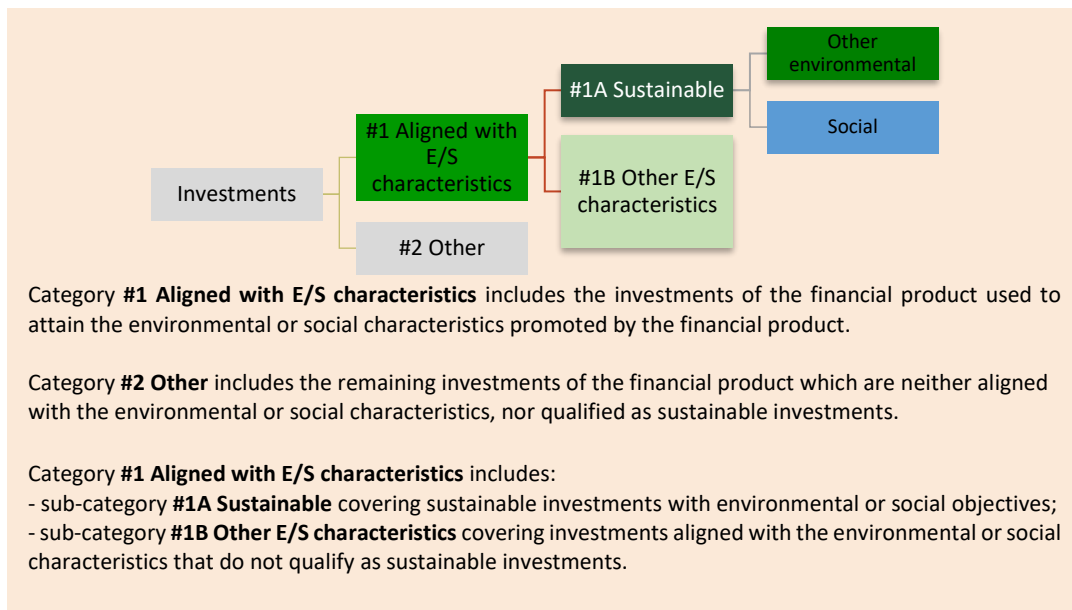 Other
environmental
#1A Sustainable
#1 Aligned with
E/S
characteristics
Social
Investments
#1B Other E/S
characteristics
#2 Other
Category #1 Aligned with E/S characteristics includes the investments of the financial product used to
attain the environmental or social characteristics promoted by the financial product.
Category #2 Other includes the remaining investments of the financial product which are neither aligned
with the environmental or social characteristics, nor qualified as sustainable investments.
Category #1 Aligned with E/S characteristics includes:
- sub-category #1A Sustainable covering sustainable investments with environmental or social objectives;
- sub-category #1B Other E/S characteristics covering investments aligned with the environmental or social
characteristics that do not qualify as sustainable investments.